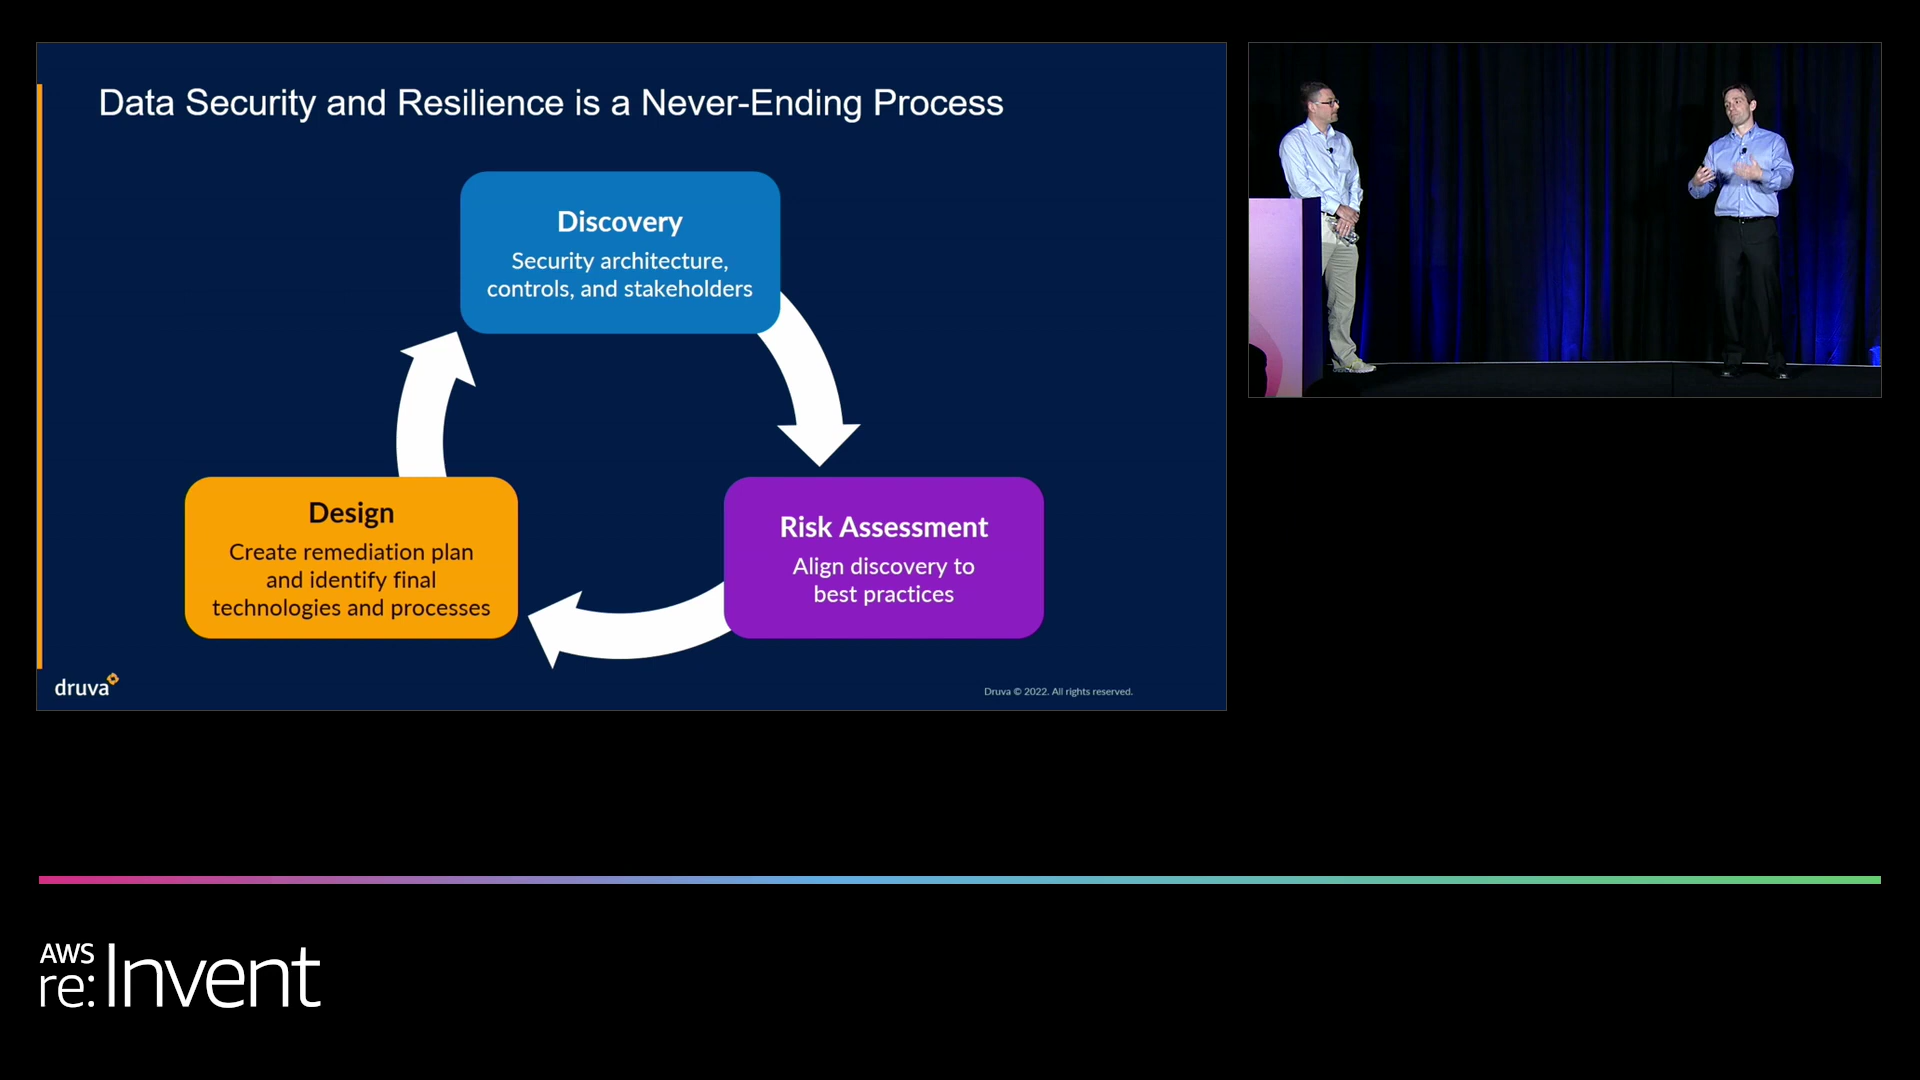 Data Security and Resilience is a Never-Ending Process
Discovery
Security architecture,
controls, and stakeholders
Design
Create remediation plan
and identify final
technologies and processes
Risk Assessment
Align discovery to
best practices
druva
Druva © 2022. All rights reserved.
AWS
re:Invent